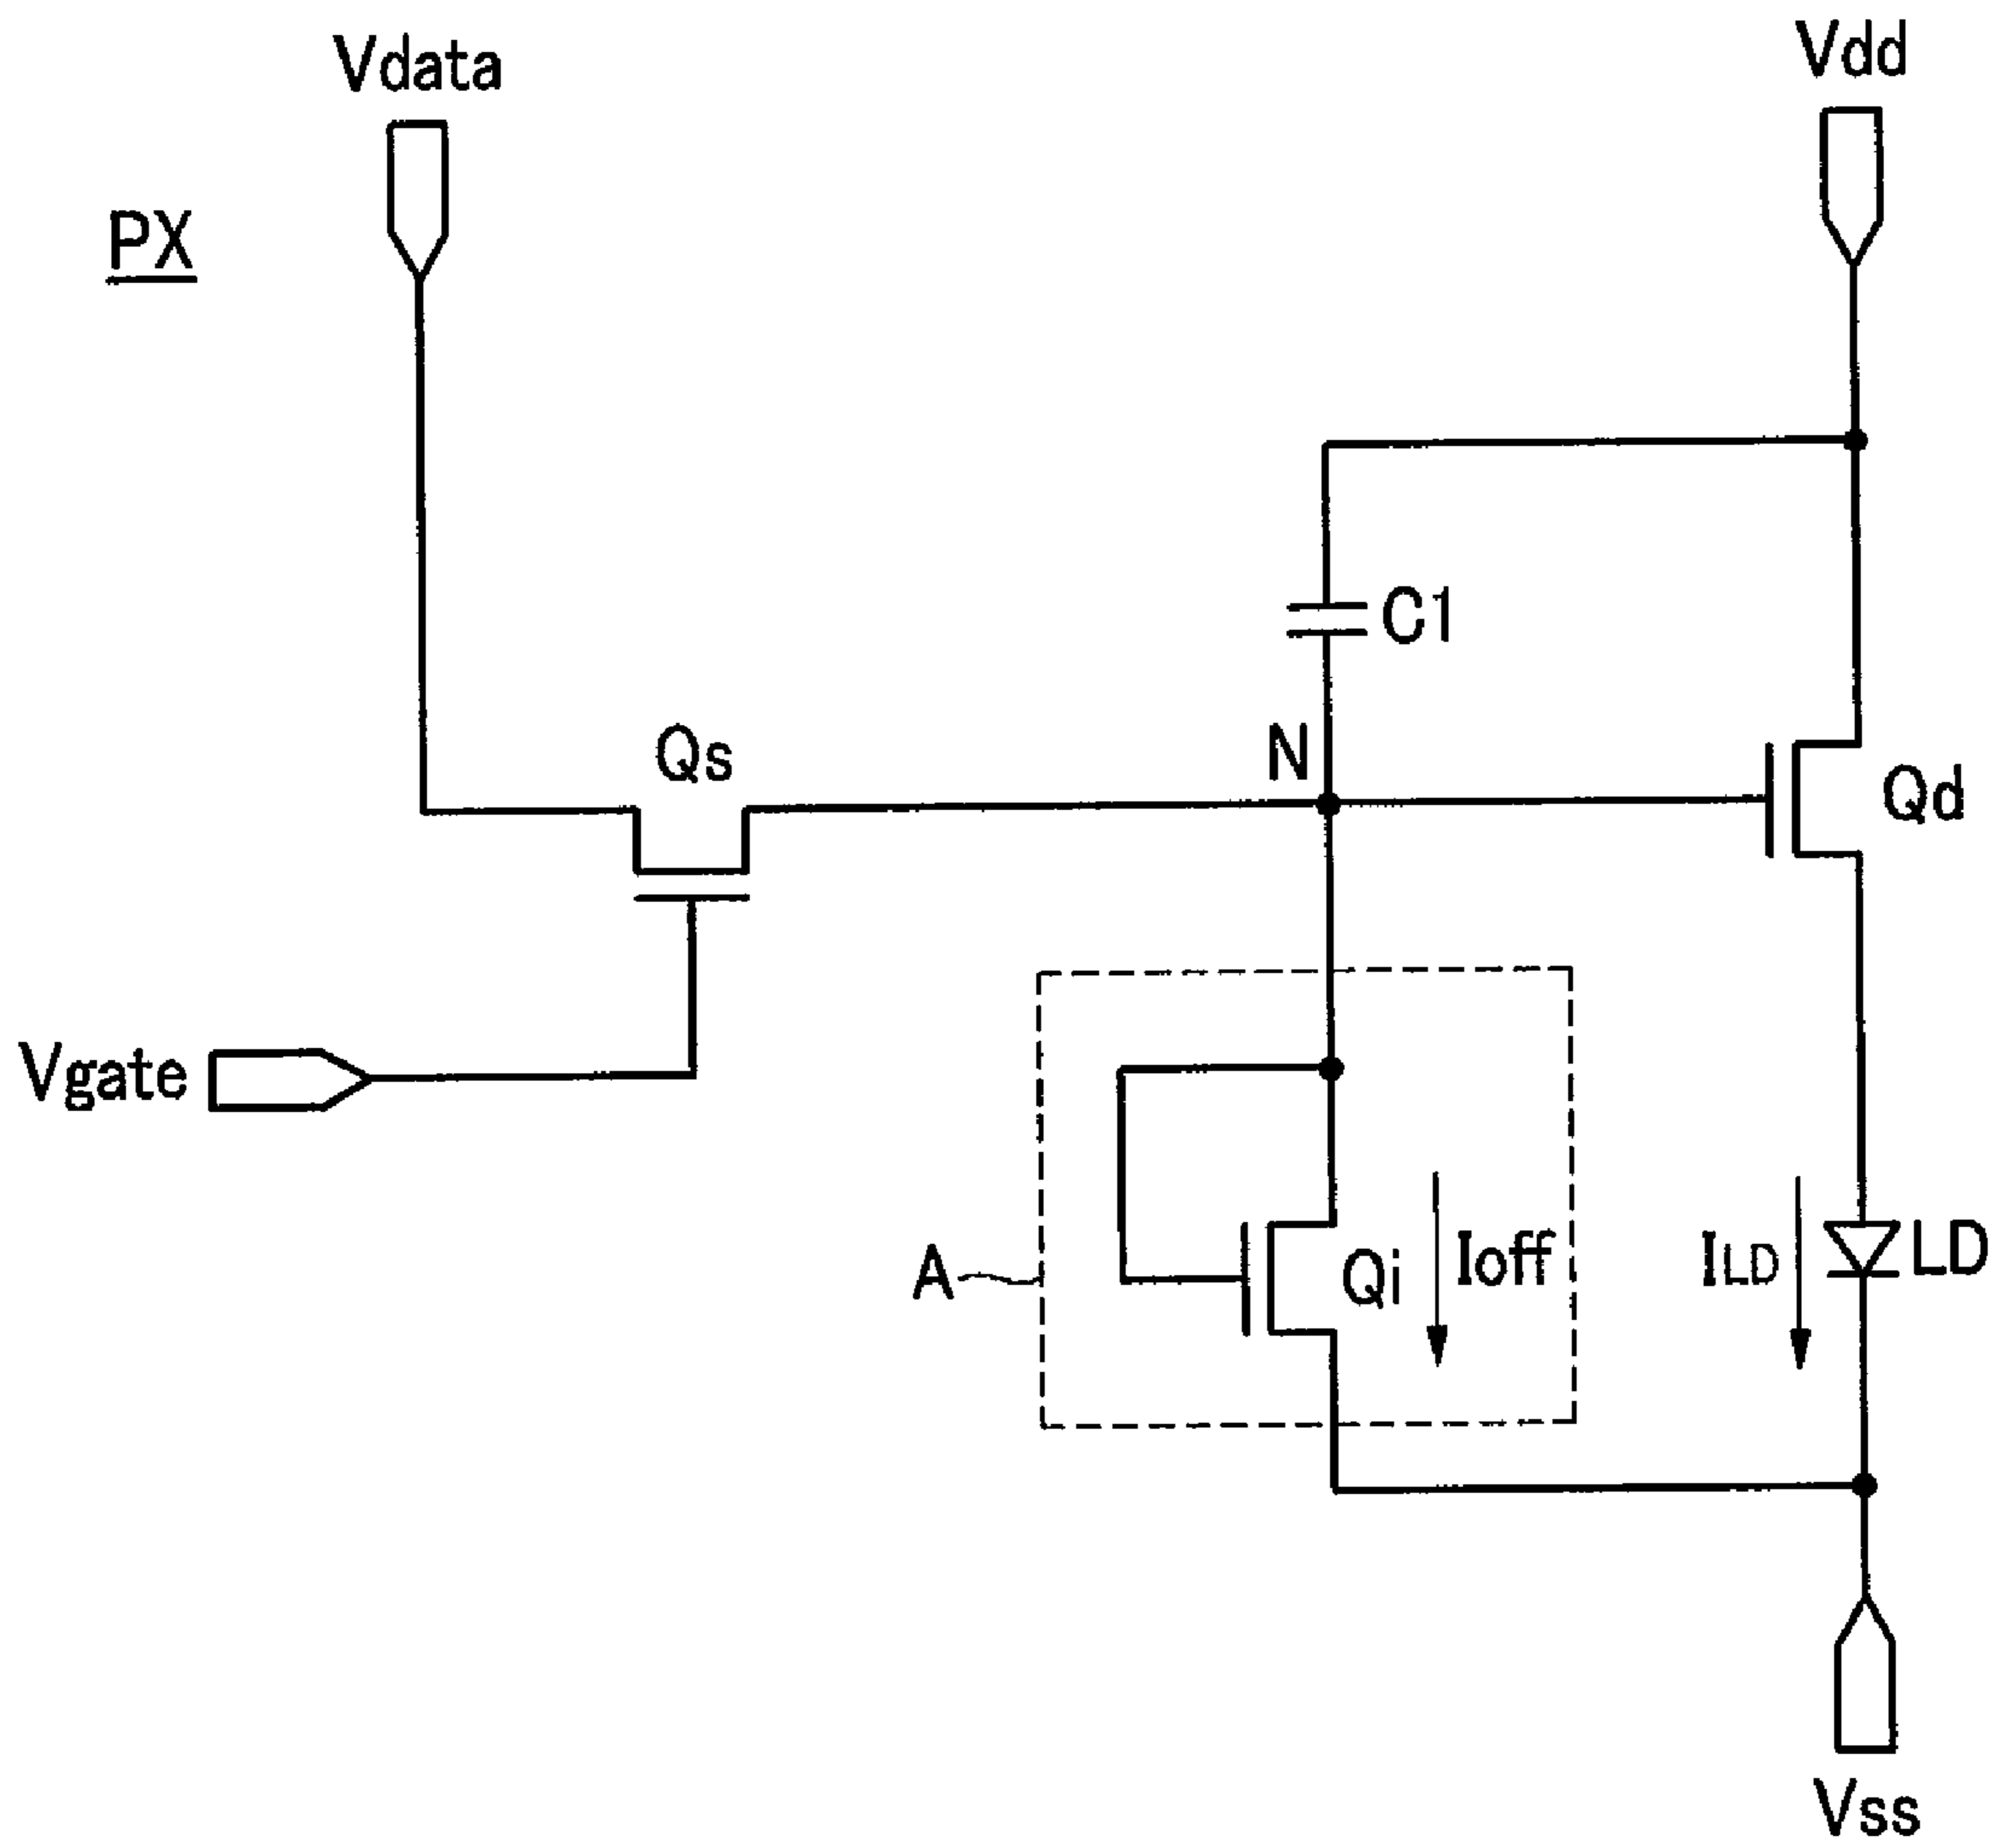 Vdata
Vdd
PX
C1
Qs
N
Qd
Vgate
A
Qi
Ioff
ILD
LD
Vss